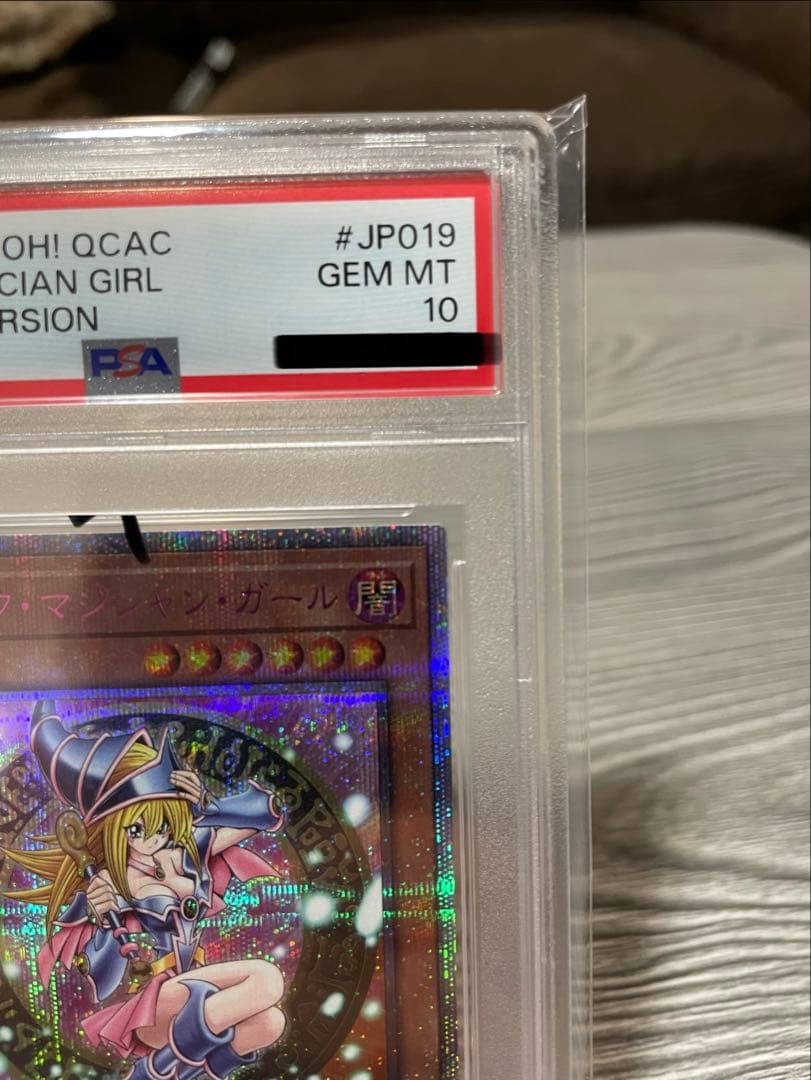 OH! QCAC
#JP019
CIAN GIRL
GEM MT
RSION
10
PSA
ク・マジシャン・ガール
闇